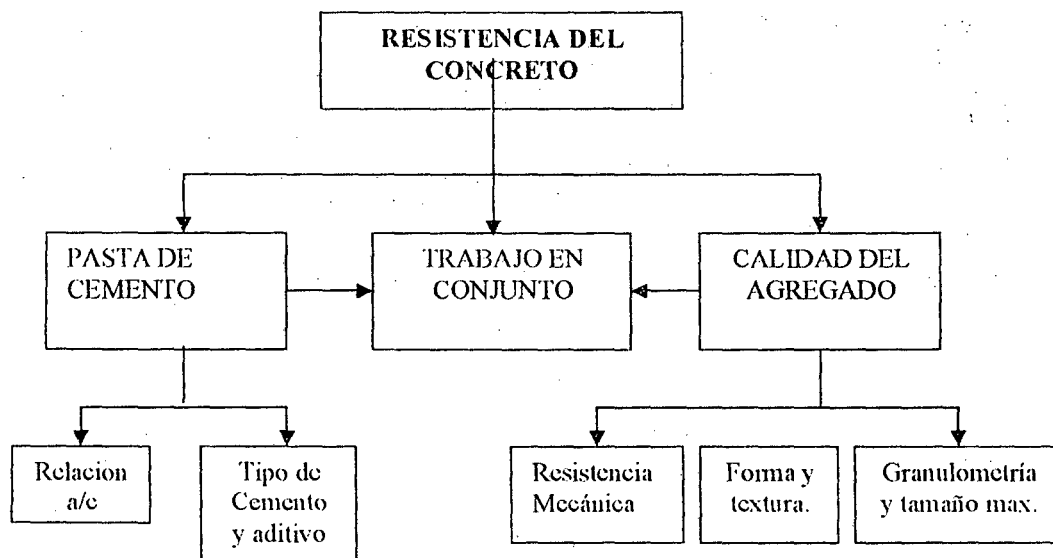 RESISTENCIA DEL
CONCRETO
PASTA DE
CEMENTO
TRABAJO EN
CONJUNTO
CALIDAD DEL
AGREGADO
Relacion
a/c
Tipo de
Cemento
y aditivo
Resistencia
Mecánica
Forma y
textura.
Granulometría
y tamaño max.